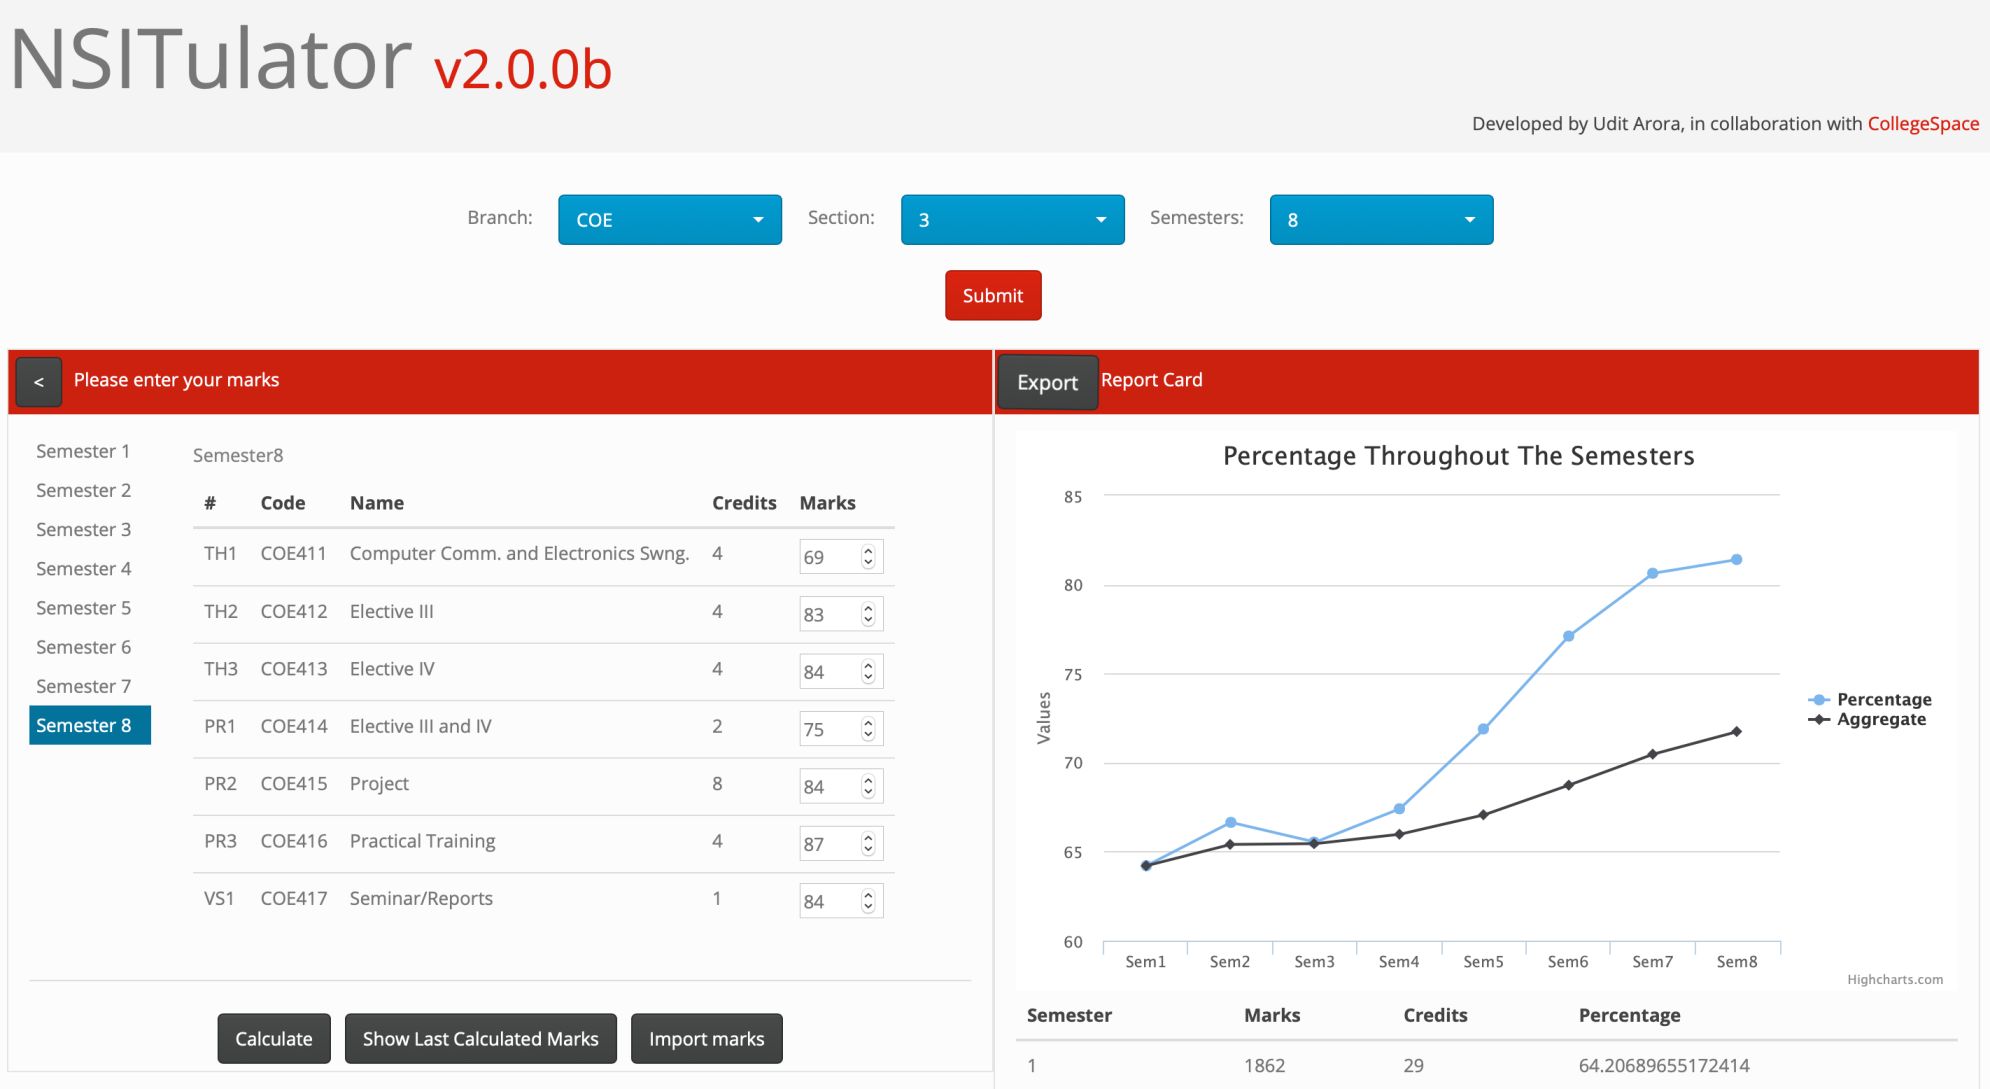 NSITulator v2.0.0b
Developed by Udit Arora, in collaboration with CollegeSpace
Branch: COE Section: 3 Semesters: 8
Submit
< Please enter your marks
Semester 1
Semester 2
Semester 3
Semester 4
Semester 5
Semester 6
Semester 7
Semester 8
Semester8
# Code Name Credits Marks
TH1 COE411 Computer Comm. and Electronics Swng. 4 69
TH2 COE412 Elective III 4 83
TH3 COE413 Elective IV 4 84
PR1 COE414 Elective III and IV 2 75
PR2 COE415 Project 8 84
PR3 COE416 Practical Training 4 87
VS1 COE417 Seminar/Reports 1 84
Calculate Show Last Calculated Marks Import marks
Export Report Card
Percentage Throughout The Semesters
85
80
75
70
65
60
Values
Sem1 Sem2 Sem3 Sem4 Sem5 Sem6 Sem7 Sem8
Percentage
Aggregate
Highcharts.com
Semester Marks Credits Percentage
1 1862 29 64.20689655172414